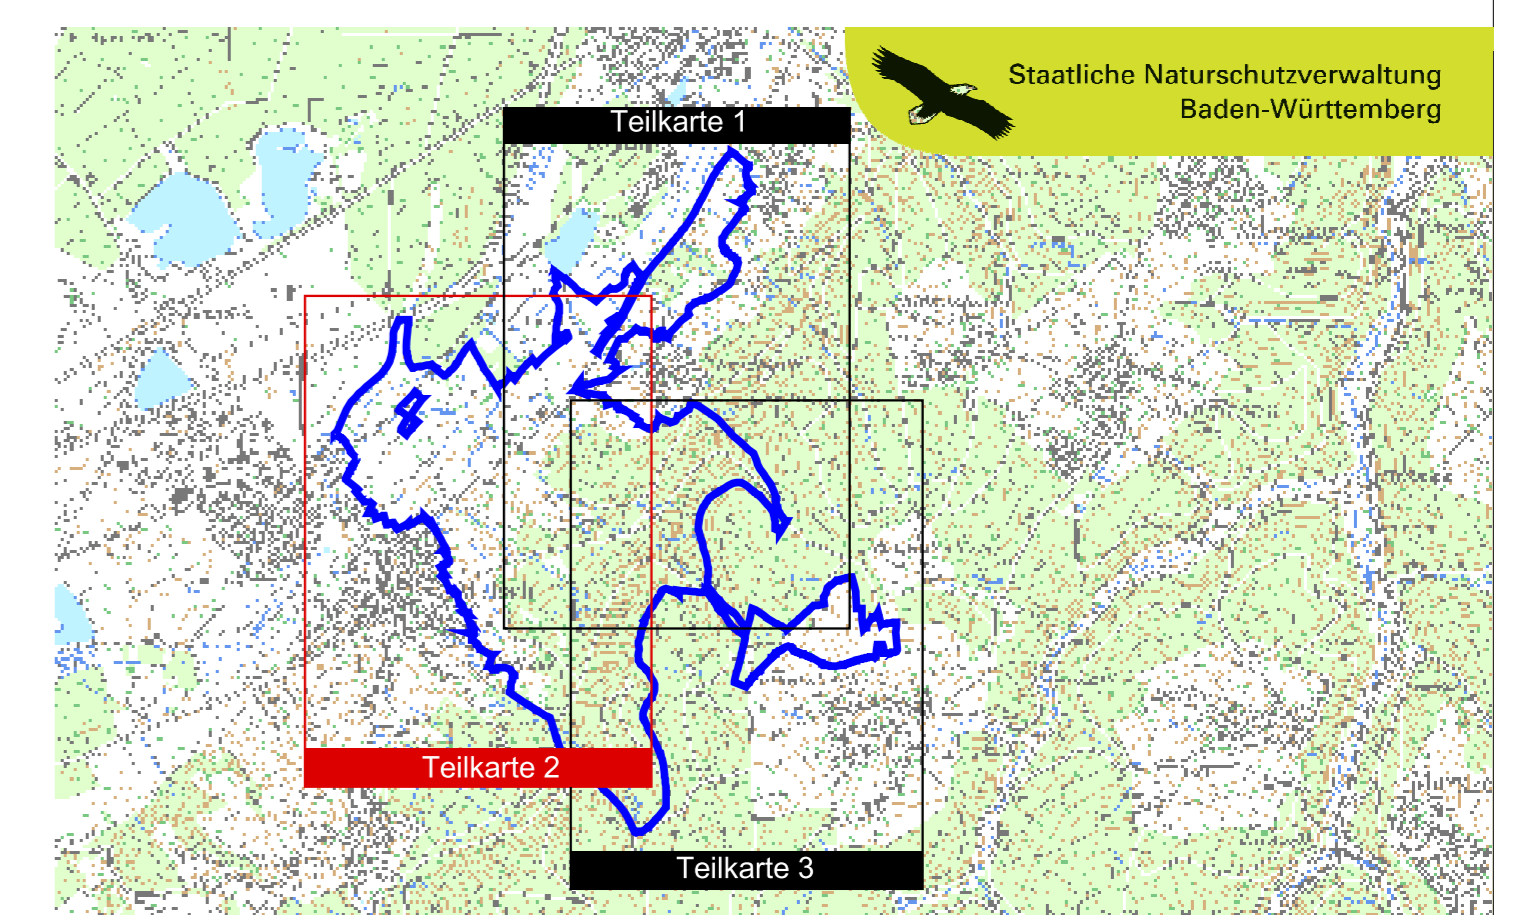 Staatliche Naturschutzverwaltung
Baden-Württemberg
Teilkarte 1
Teilkarte 2
Teilkarte 3